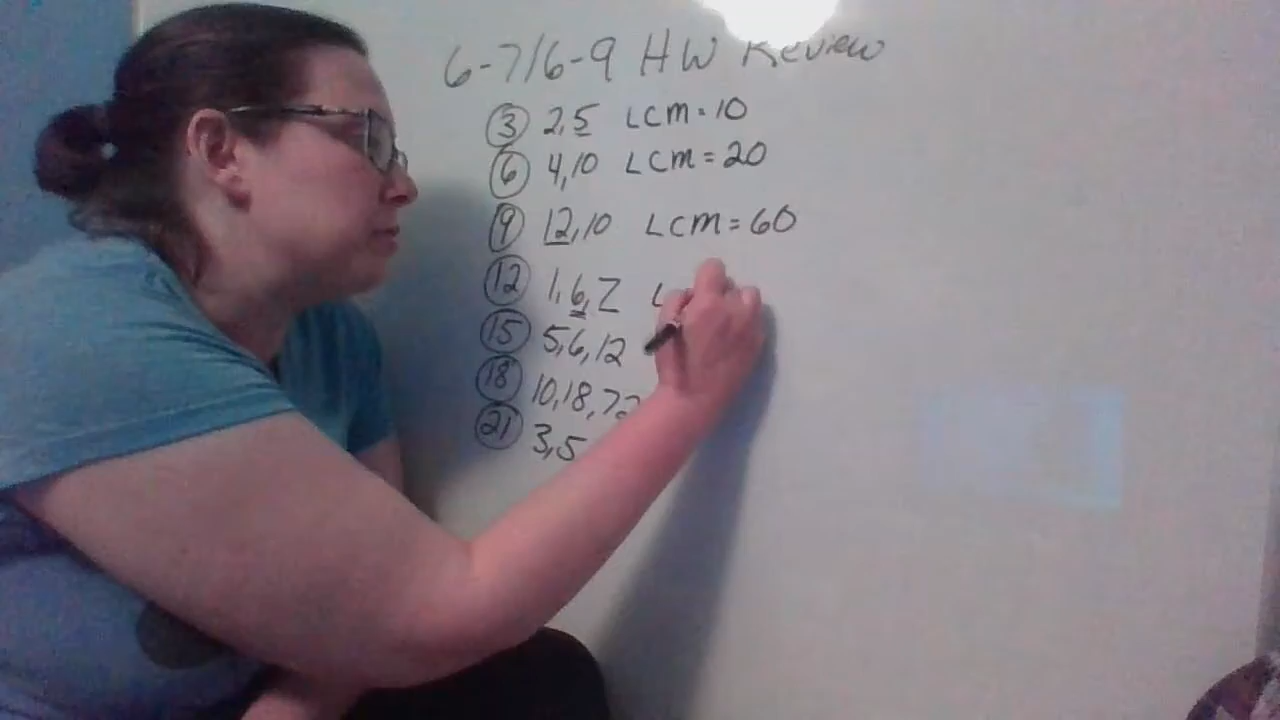 6-7/6-9 HW Review
③ 2,5 LCM=10
⑥ 4,10 LCM=20
⑨ 12,10 LCM=60
⑫ 1,6,7 L
⑮ 5,6,12
⑱ 10,18,72
㉑ 3,5